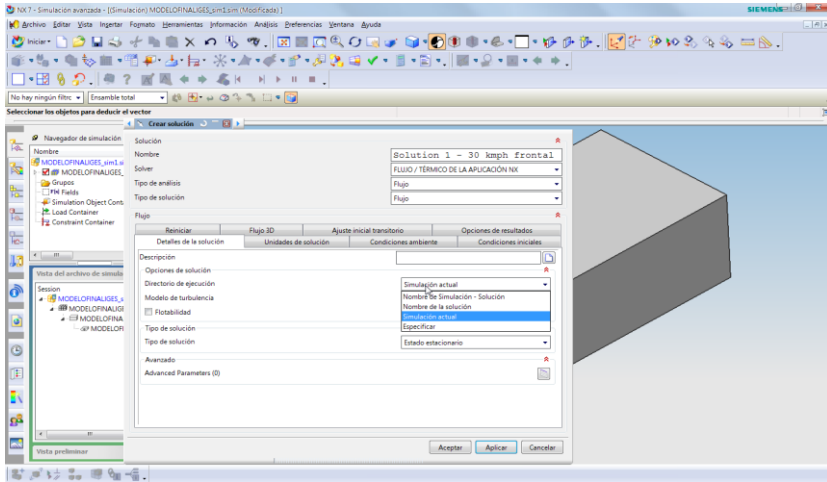 NX 7 - Simulación avanzada - [(Simulación) MODELOFINALIGES_sim1.sim (Modificada) ]
SIEMENS
Archivo Editar Vista Insertar Formato Herramientas Información Análisis Preferencias Ventana Ayuda
Iniciar
No hay ningún filtrc Ensamble total
Seleccionar los objetos para deducir el vector
Crear solución
Navegador de simulación
Nombre
MODELOFINALIGES_sim1.si
MODELOFINALIGES_
Grupos
Fields
Simulation Object Cont
Load Container
Constraint Container
Vista del archivo de simula
Session
MODELOFINALIGES_s
MODELOFINALIGE
MODELOFINA
MODELOFI
Vista preliminar
Solución
Nombre Solution 1 - 30 kmph frontal
Solver FLUJO / TÉRMICO DE LA APLICACIÓN NX
Tipo de análisis Flujo
Tipo de solución Flujo
Flujo
Reiniciar Flujo 3D Ajuste inicial transitorio Opciones de resultados
Detalles de la solución Unidades de solución Condiciones ambiente Condiciones iniciales
Descripción
Opciones de solución
Directorio de ejecución Simulación actual
Nombre de Simulación - Solución
Modelo de turbulencia
Nombre de la solución
Simulación actual
Flotabilidad
Especificar
Tipo de solución
Tipo de solución Estado estacionario
Avanzado
Advanced Parameters (0)
Aceptar Aplicar Cancelar